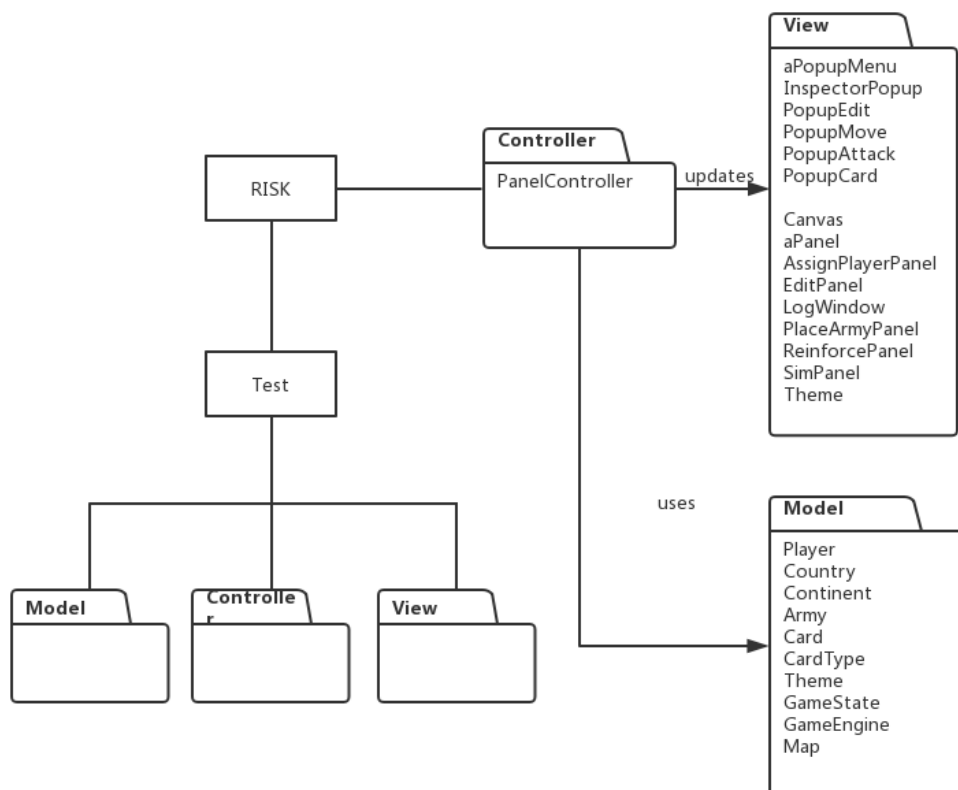 View
aPopupMenu
InspectorPopup
PopupEdit
PopupMove
PopupAttack
PopupCard
Canvas
aPanel
AssignPlayerPanel
EditPanel
LogWindow
PlaceArmyPanel
ReinforcePanel
SimPanel
Theme
Controller
PanelController
updates
RISK
Test
uses
Model
Player
Country
Continent
Army
Card
CardType
Theme
GameState
GameEngine
Map
Model
Controlle
r
View